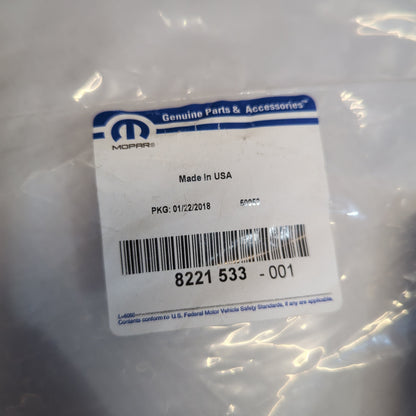 Genuine Parts & Accessories™
MOPAR®
Made In USA
PKG: 01/22/2018
8221 533 - 001
Contents conform to U.S. Federal Motor Vehicle Safety Standards, if any are applicable.